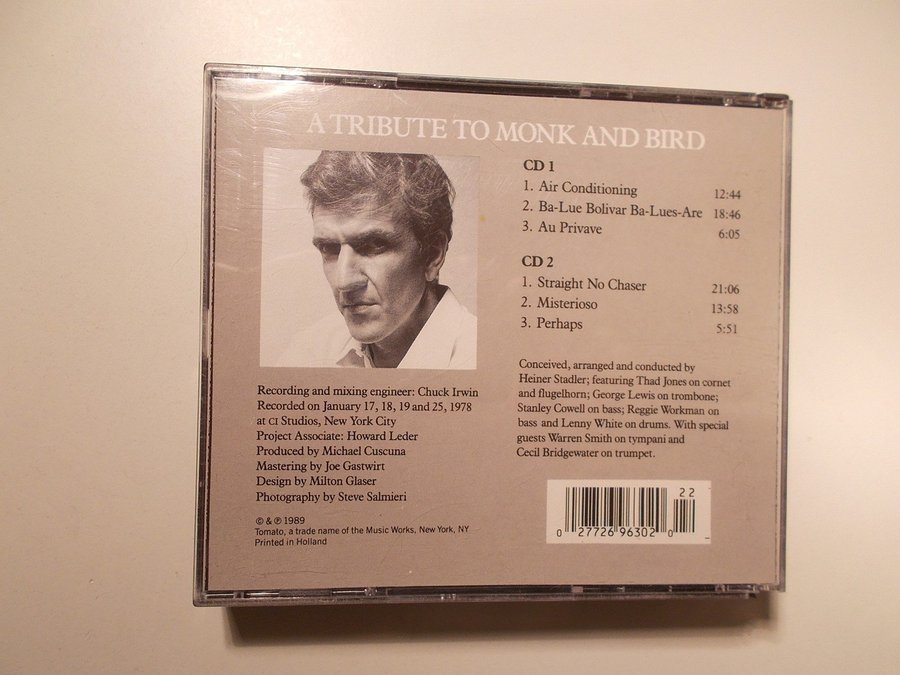 A TRIBUTE TO MONK AND BIRD
CD 1
1. Air Conditioning 12:44
2. Ba-Lue Bolivar Ba-Lues-Are 18:46
3. Au Privave 6:05
CD 2
1. Straight No Chaser 21:06
2. Misterioso 13:58
3. Perhaps 5:51
Conceived, arranged and conducted by
Heiner Stadler; featuring Thad Jones on cornet
and flugelhorn; George Lewis on trombone;
Stanley Cowell on bass; Reggie Workman on
bass and Lenny White on drums. With special
guests Warren Smith on tympani and
Cecil Bridgewater on trumpet.
Recording and mixing engineer: Chuck Irwin
Recorded on January 17, 18, 19 and 25, 1978
at CI Studios, New York City
Project Associate: Howard Leder
Produced by Michael Cuscuna
Mastering by Joe Gastwirt
Design by Milton Glaser
Photography by Steve Salmieri
© & ℗ 1989
Tomato, a trade name of the Music Works, New York, NY
Printed in Holland
22
0 27726 96302 0